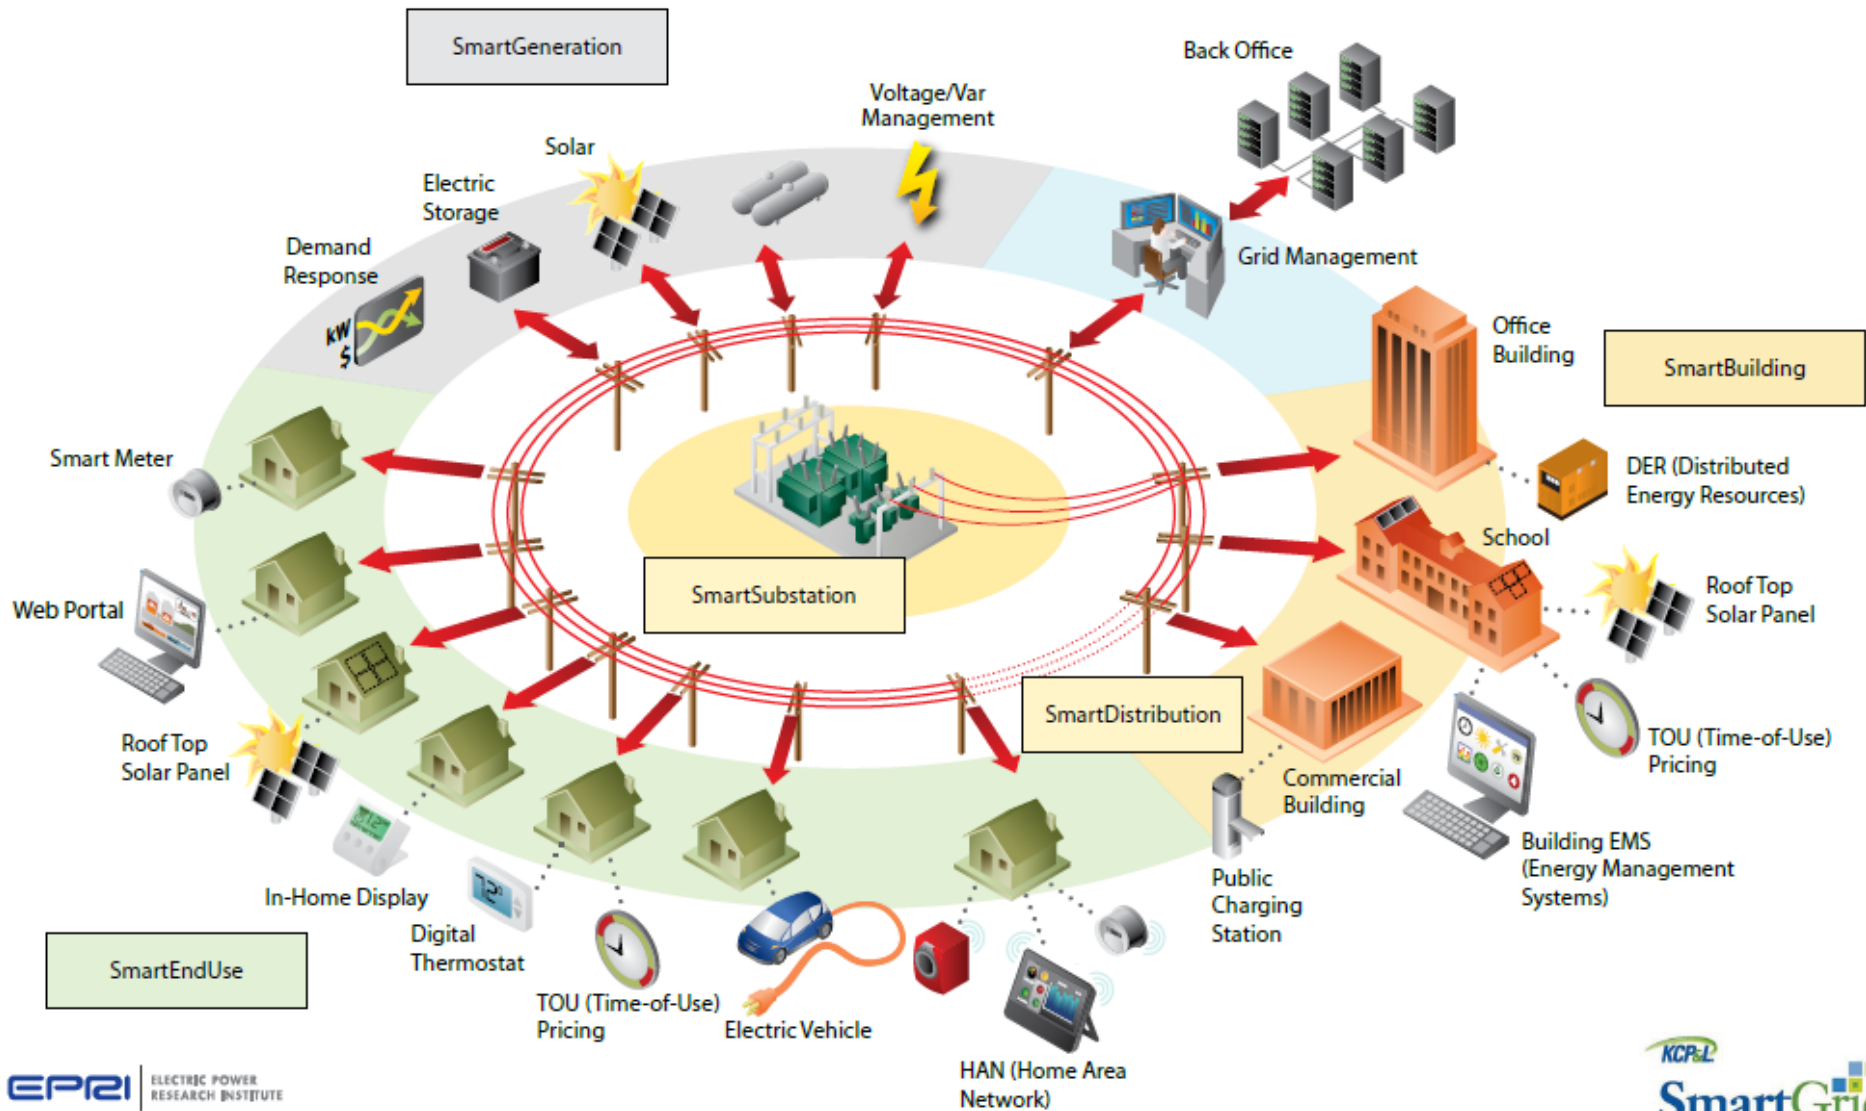 SmartGeneration
Back Office
Voltage/Var
Management
Solar
Electric
Storage
Demand
Response
kW
$
Grid Management
Office
Building
SmartBuilding
Smart Meter
DER (Distributed
Energy Resources)
School
SmartSubstation
Web Portal
Roof Top
Solar Panel
SmartDistribution
Roof Top
Solar Panel
TOU (Time-of-Use)
Pricing
Commercial
Building
Building EMS
(Energy Management
Systems)
Public
Charging
Station
In-Home Display
72
Digital
Thermostat
SmartEndUse
TOU (Time-of-Use)
Pricing
Electric Vehicle
HAN (Home Area
Network)
EPRI
ELECTRIC POWER
RESEARCH INSTITUTE
KCP&L
SmartGrid